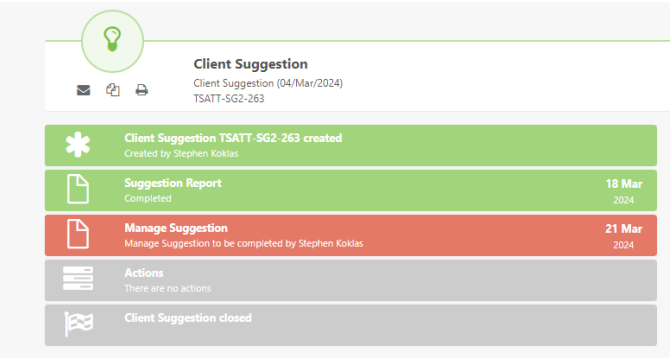 Client Suggestion
Client Suggestion (04/Mar/2024)
TSATT-SG2-263
Client Suggestion TSATT-SG2-263 created
Created by Stephen Koklas
Suggestion Report
Completed
18 Mar
2024
Manage Suggestion
Manage Suggestion to be completed by Stephen Koklas
21 Mar
2024
Actions
There are no actions
Client Suggestion closed